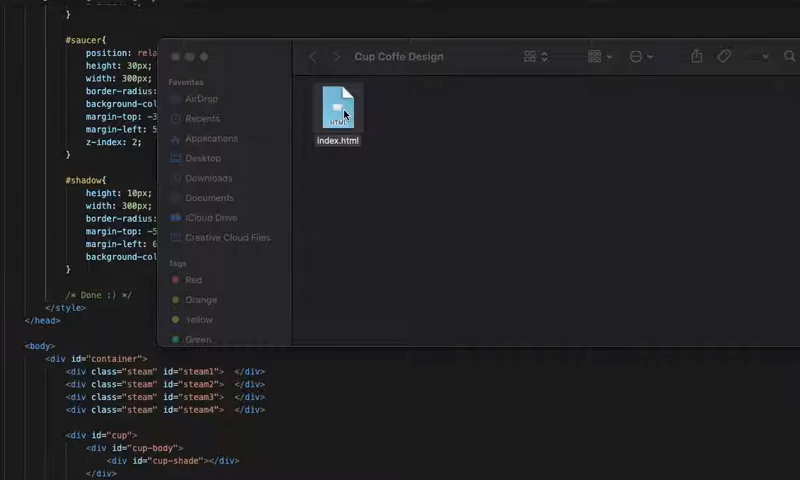 }
#saucer{
position: rela
height: 30px;
width: 300px;
border-radius:
background-col
margin-top: -3
margin-left: 5
z-index: 2;
}
#shadow{
height: 10px;
width: 300px;
border-radius:
margin-top: -5
margin-left: 6
background-col
}
/* Done :) */
</style>
</head>
<body>
<div id="container">
<div class="steam" id="steam1"> </div>
<div class="steam" id="steam2"> </div>
<div class="steam" id="steam3"> </div>
<div class="steam" id="steam4"> </div>
<div id="cup">
<div id="cup-body">
<div id="cup-shade"></div>
</div>
Cup Coffe Design
Favorites
AirDrop
Recents
Applications
Desktop
Downloads
Documents
iCloud Drive
Creative Cloud Files
Tags
Red
Orange
Yellow
Green
HTML
index.html